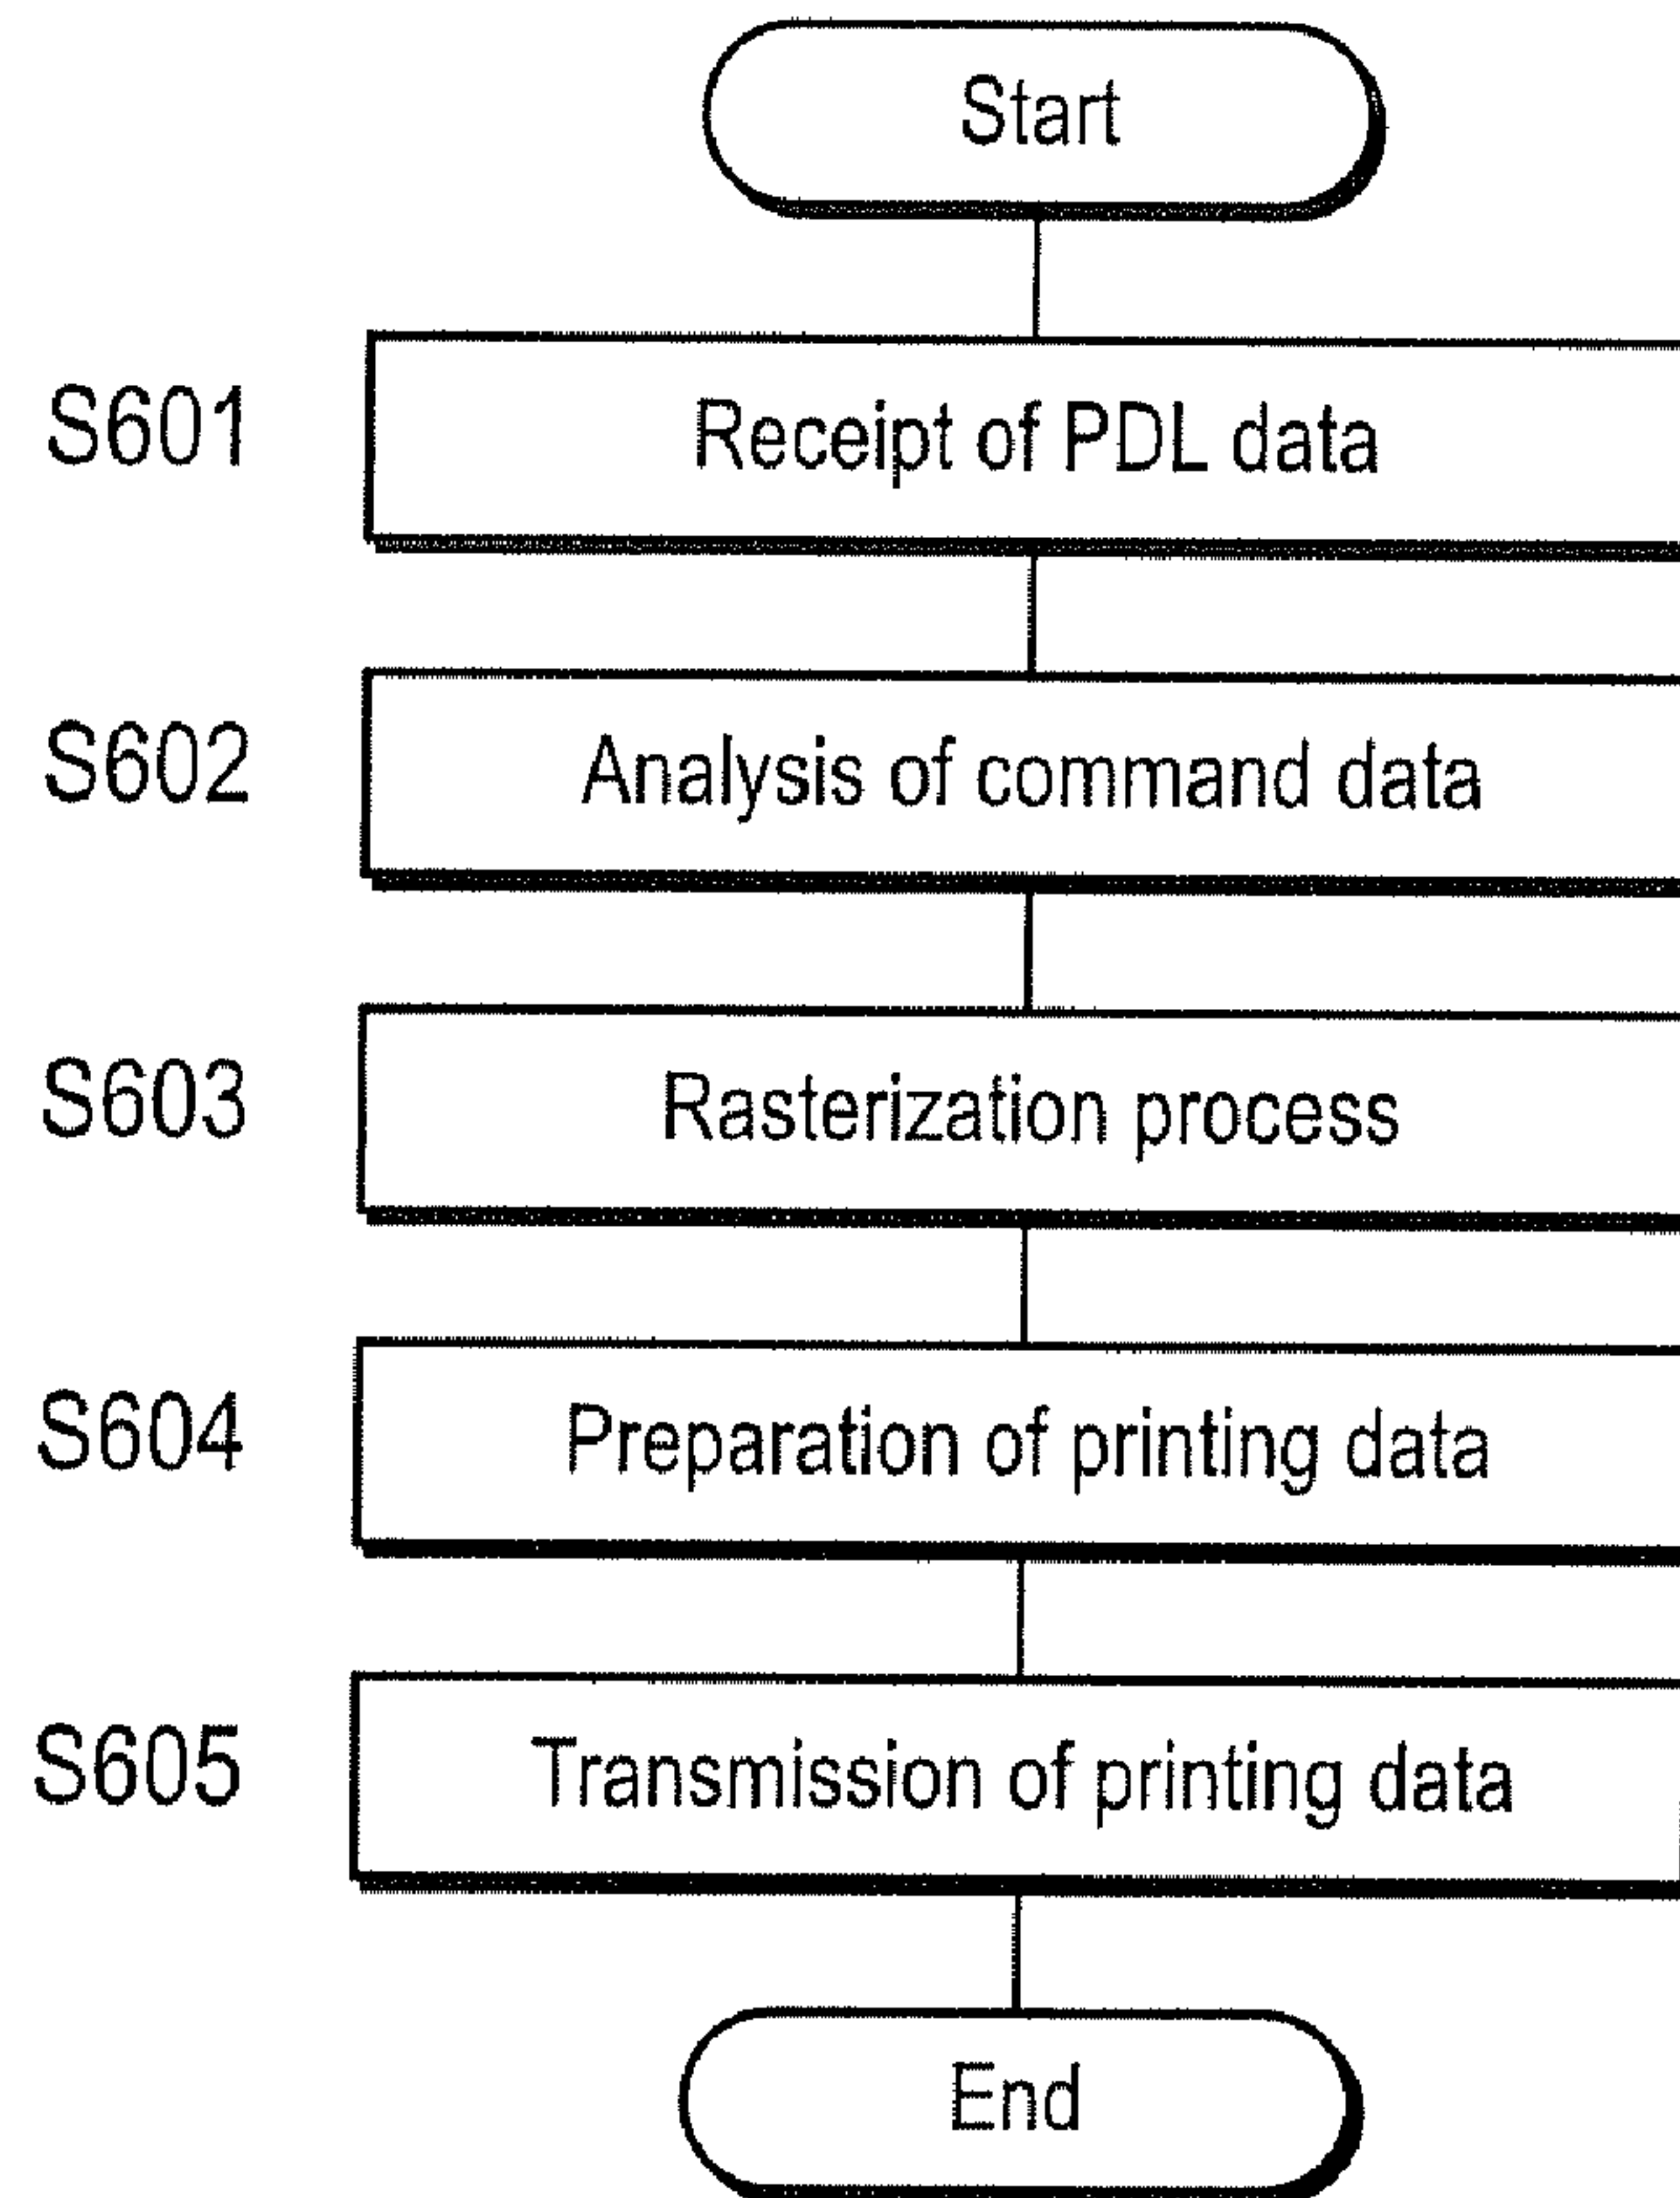 Start
S601 Receipt of PDL data
S602 Analysis of command data
S603 Rasterization process
S604 Preparation of printing data
S605 Transmission of printing data
End